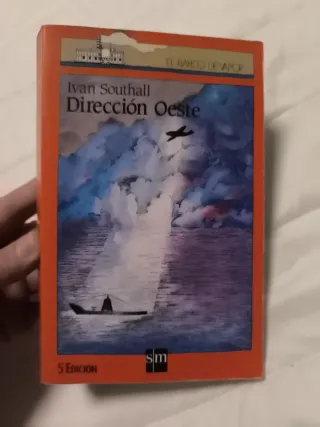 EL BARCO DE VAPOR
Ivan Southall
Dirección Oeste
5ª EDICIÓN
sm